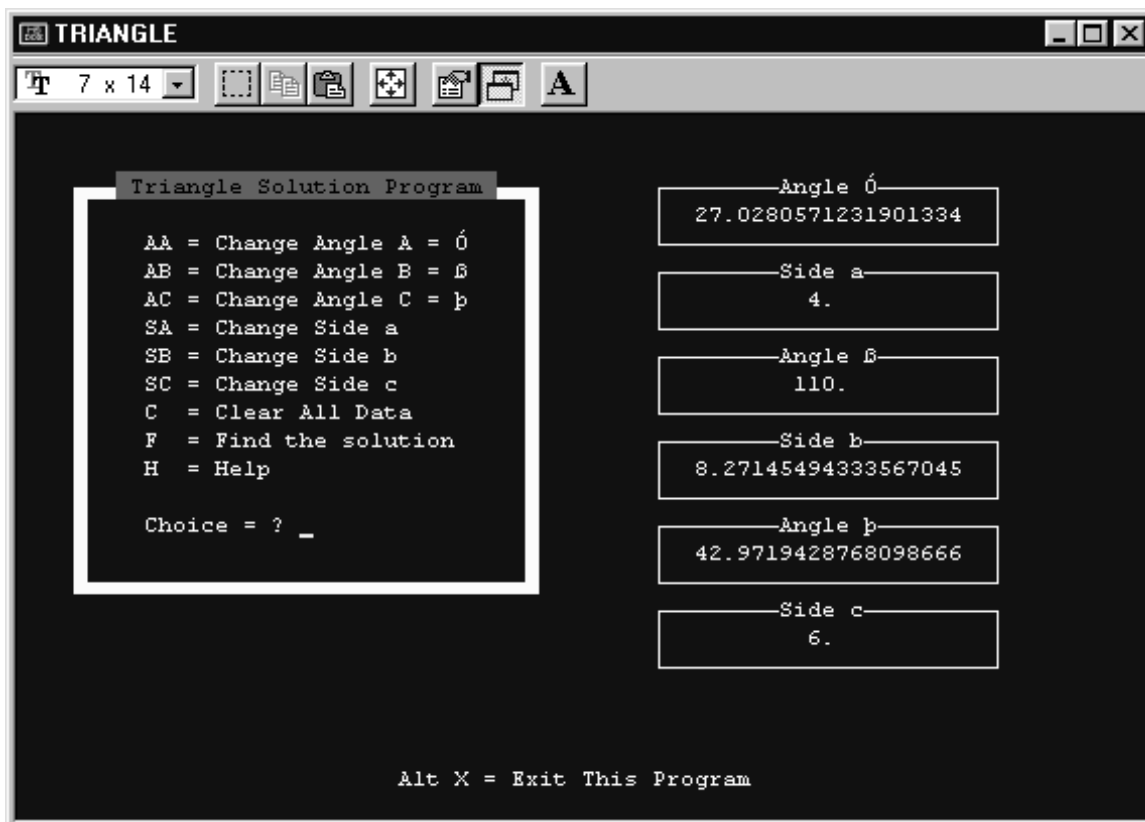 TRIANGLE
7 x 14
A
Triangle Solution Program
AA = Change Angle A = Ó
AB = Change Angle B = ß
AC = Change Angle C = þ
SA = Change Side a
SB = Change Side b
SC = Change Side c
C = Clear All Data
F = Find the solution
H = Help
Choice = ? _
Angle Ó
27.0280571231901334
Side a
4.
Angle ß
110.
Side b
8.27145494333567045
Angle þ
42.9719428768098666
Side c
6.
Alt X = Exit This Program